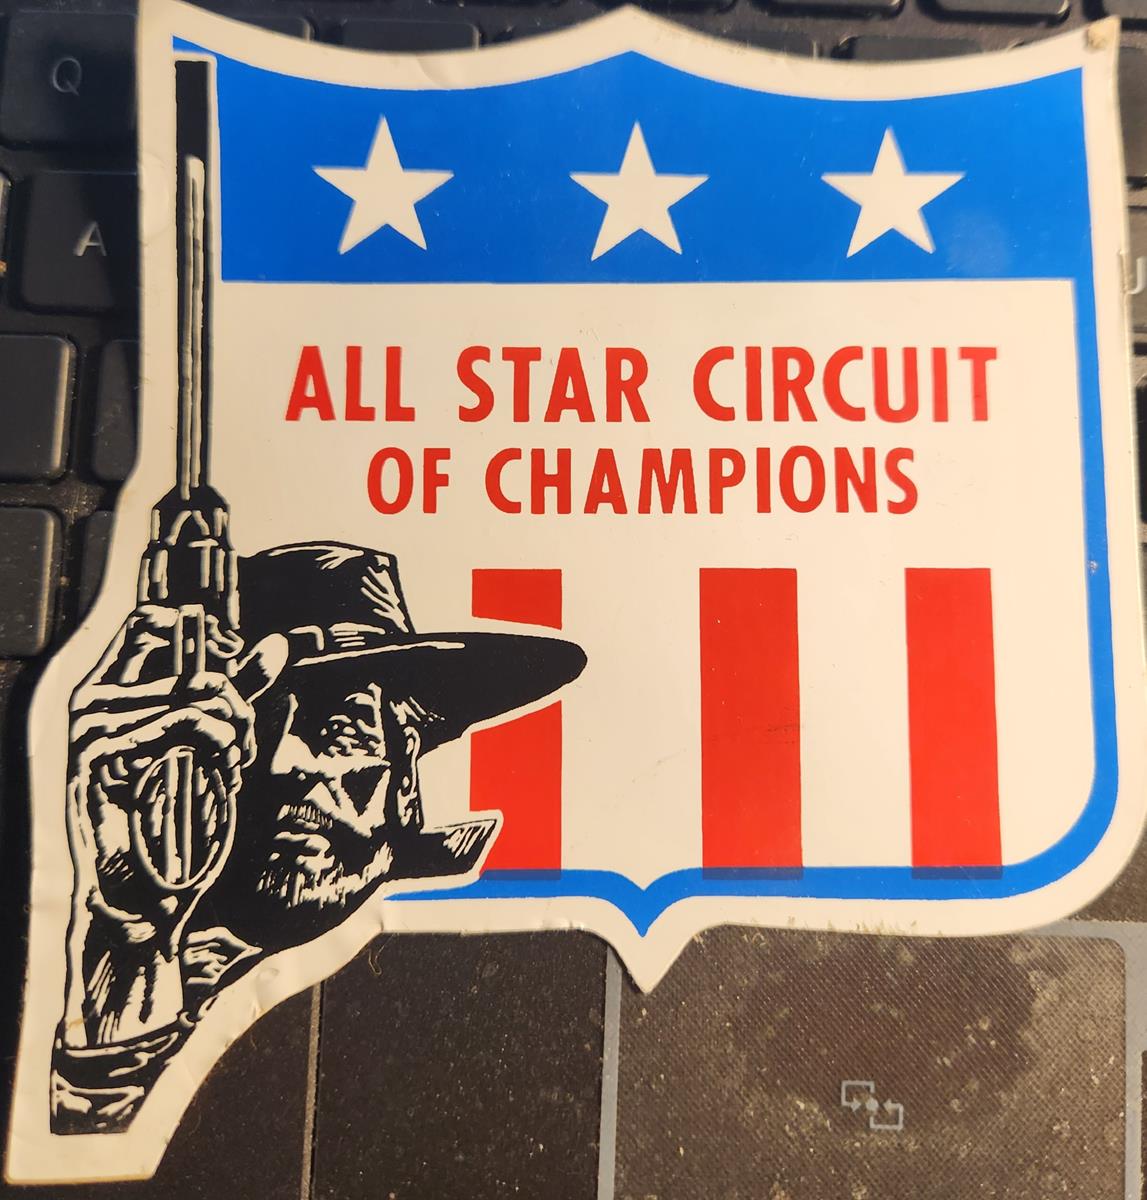 Q
A
ALL STAR CIRCUIT
OF CHAMPIONS